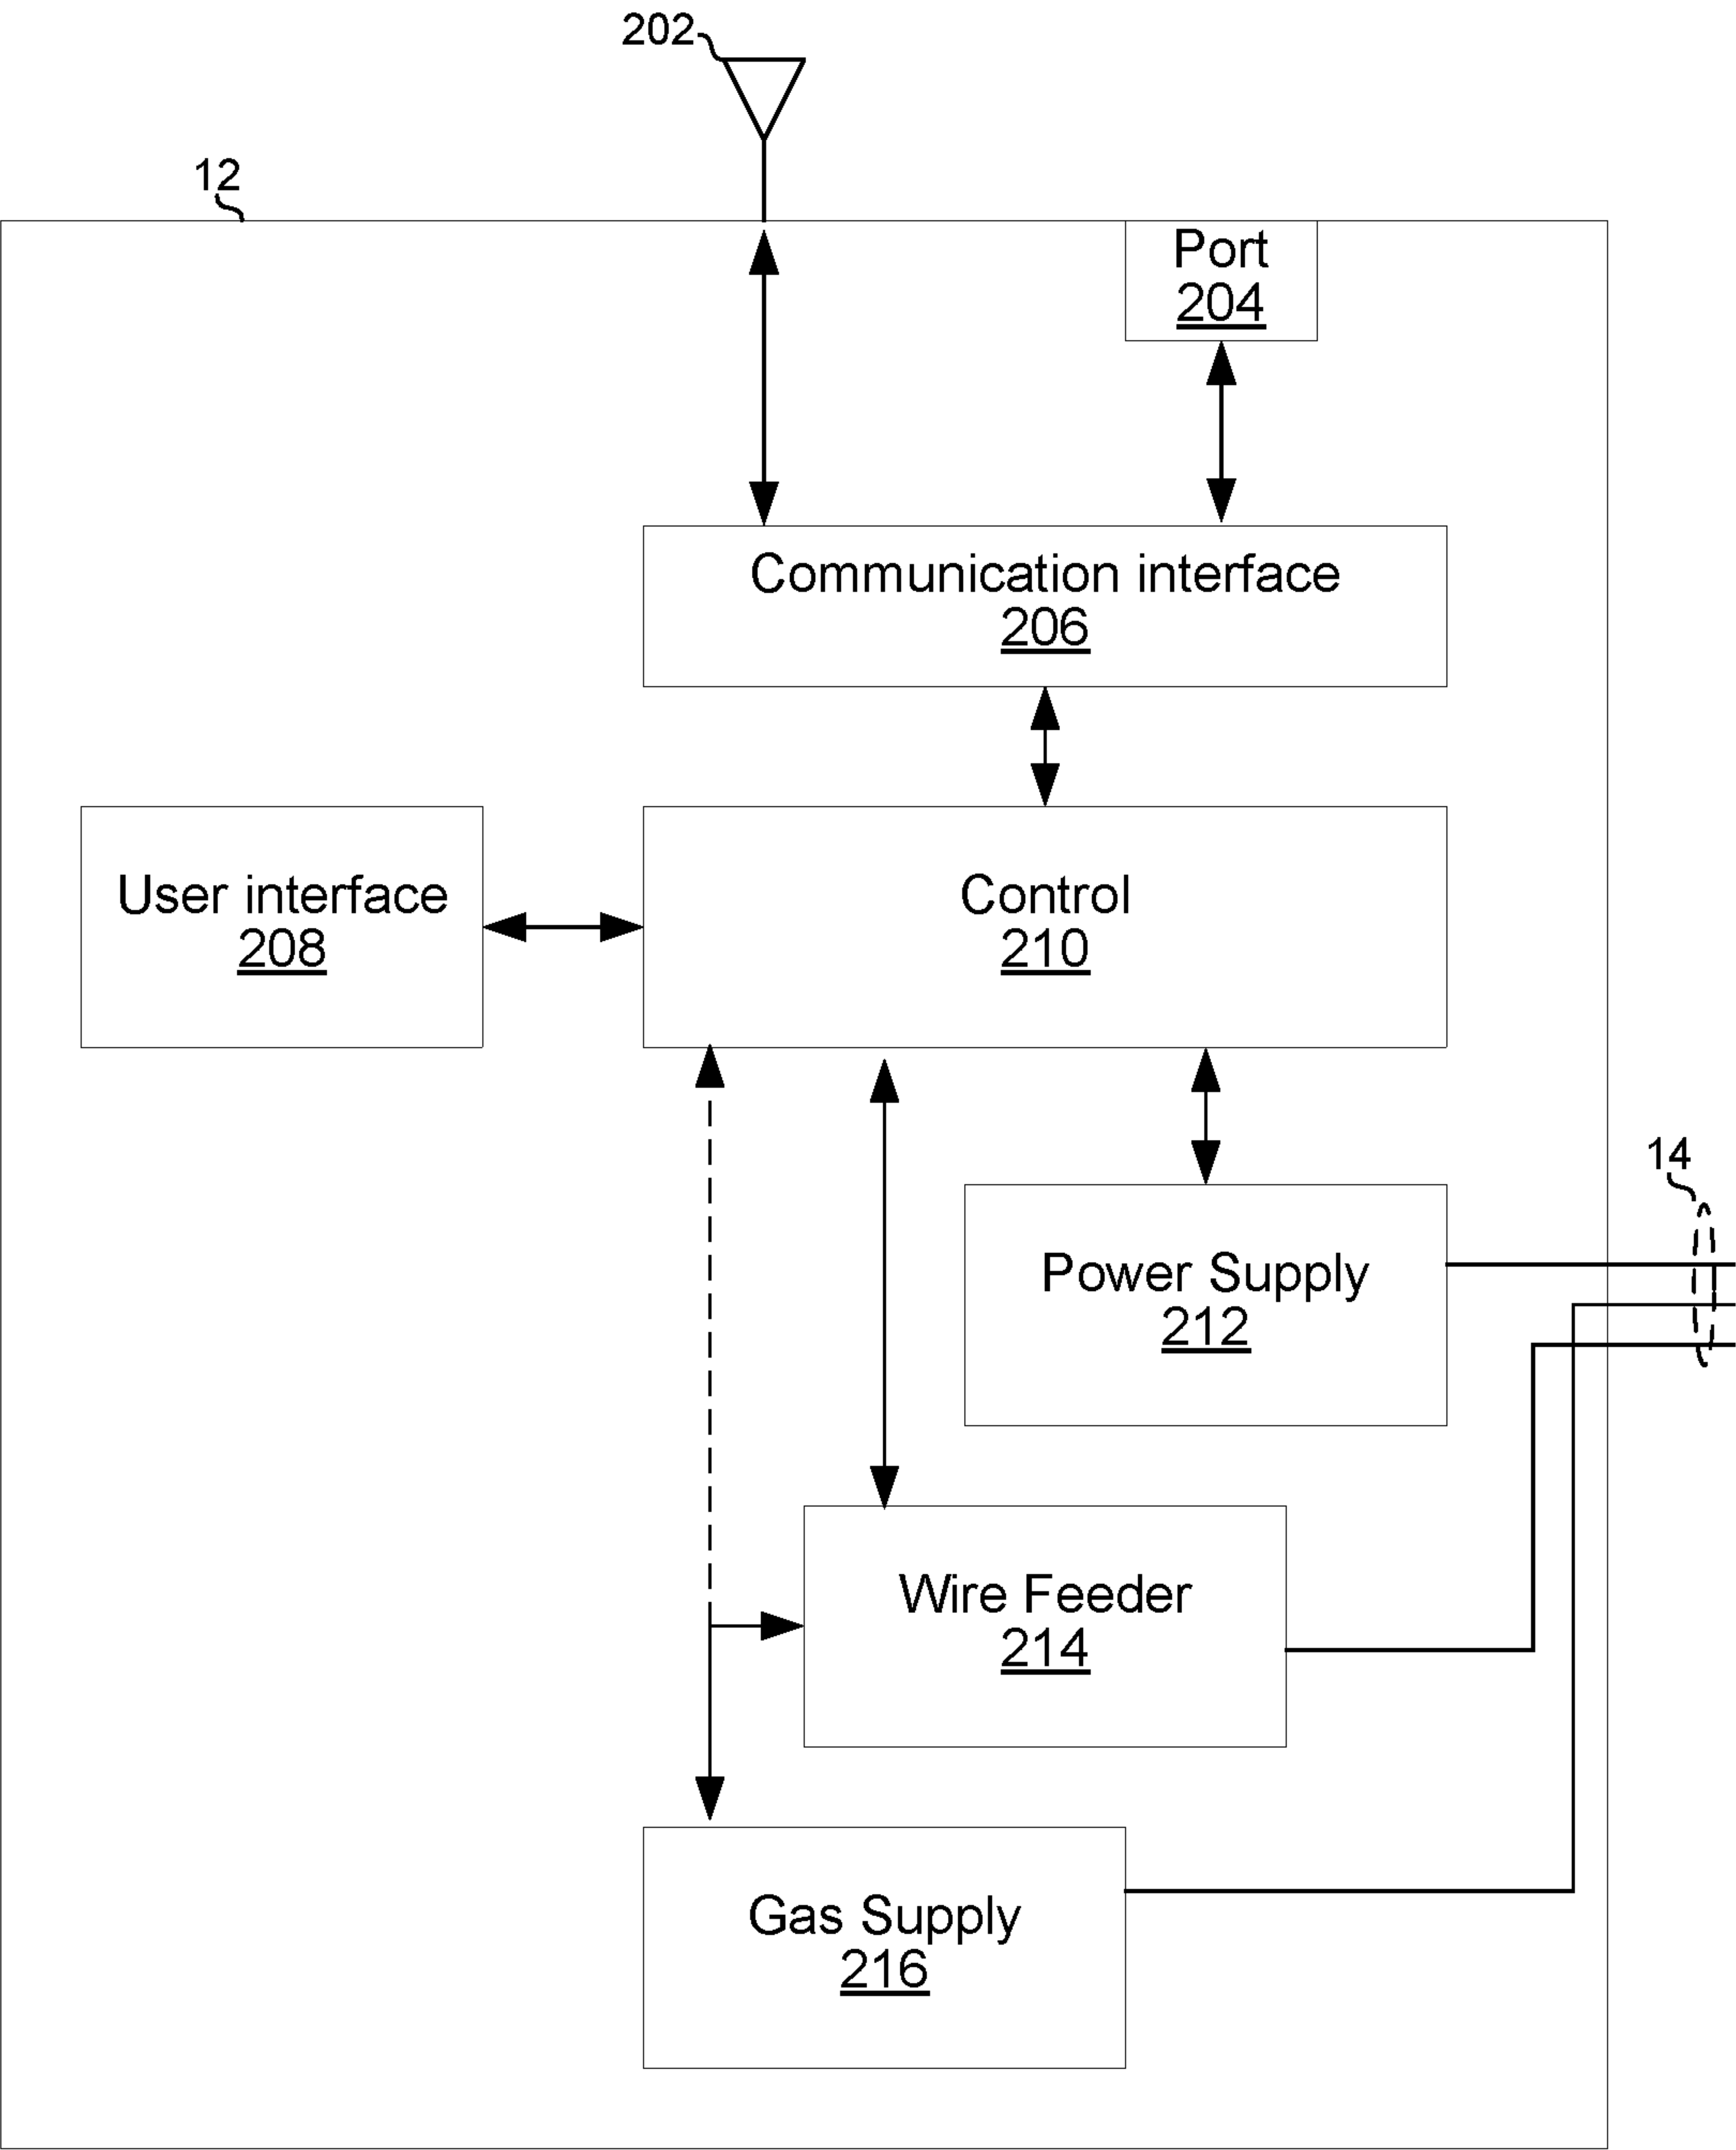 202
12
Port
204
Communication interface
206
User interface
208
Control
210
14
Power Supply
212
Wire Feeder
214
Gas Supply
216